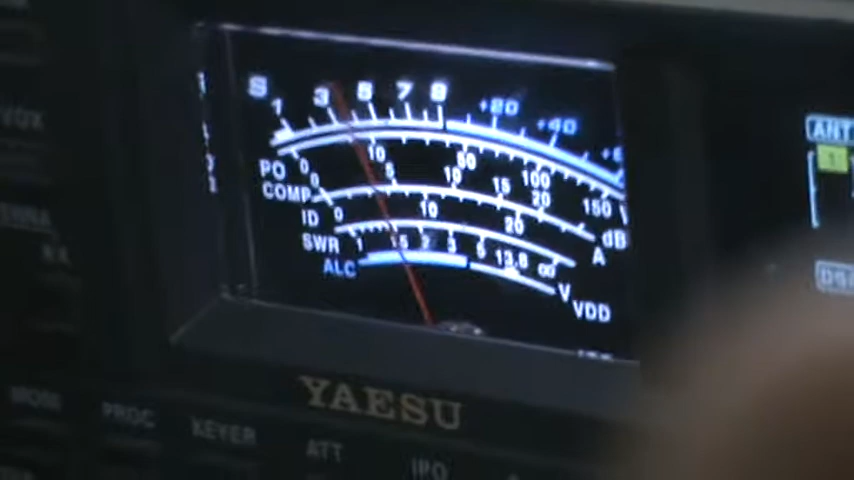 S 1 3 5 7 9 +20 +40
PO 0 10 50 100 150
COMP 0 5 10 15 20 dB
ID 0 10 20 A
SWR 1 1.5 2 3 5 ∞
ALC 13.8 V VDD
ANT
1
VOX
YAESU
MONI PROC KEYER ATT IPO